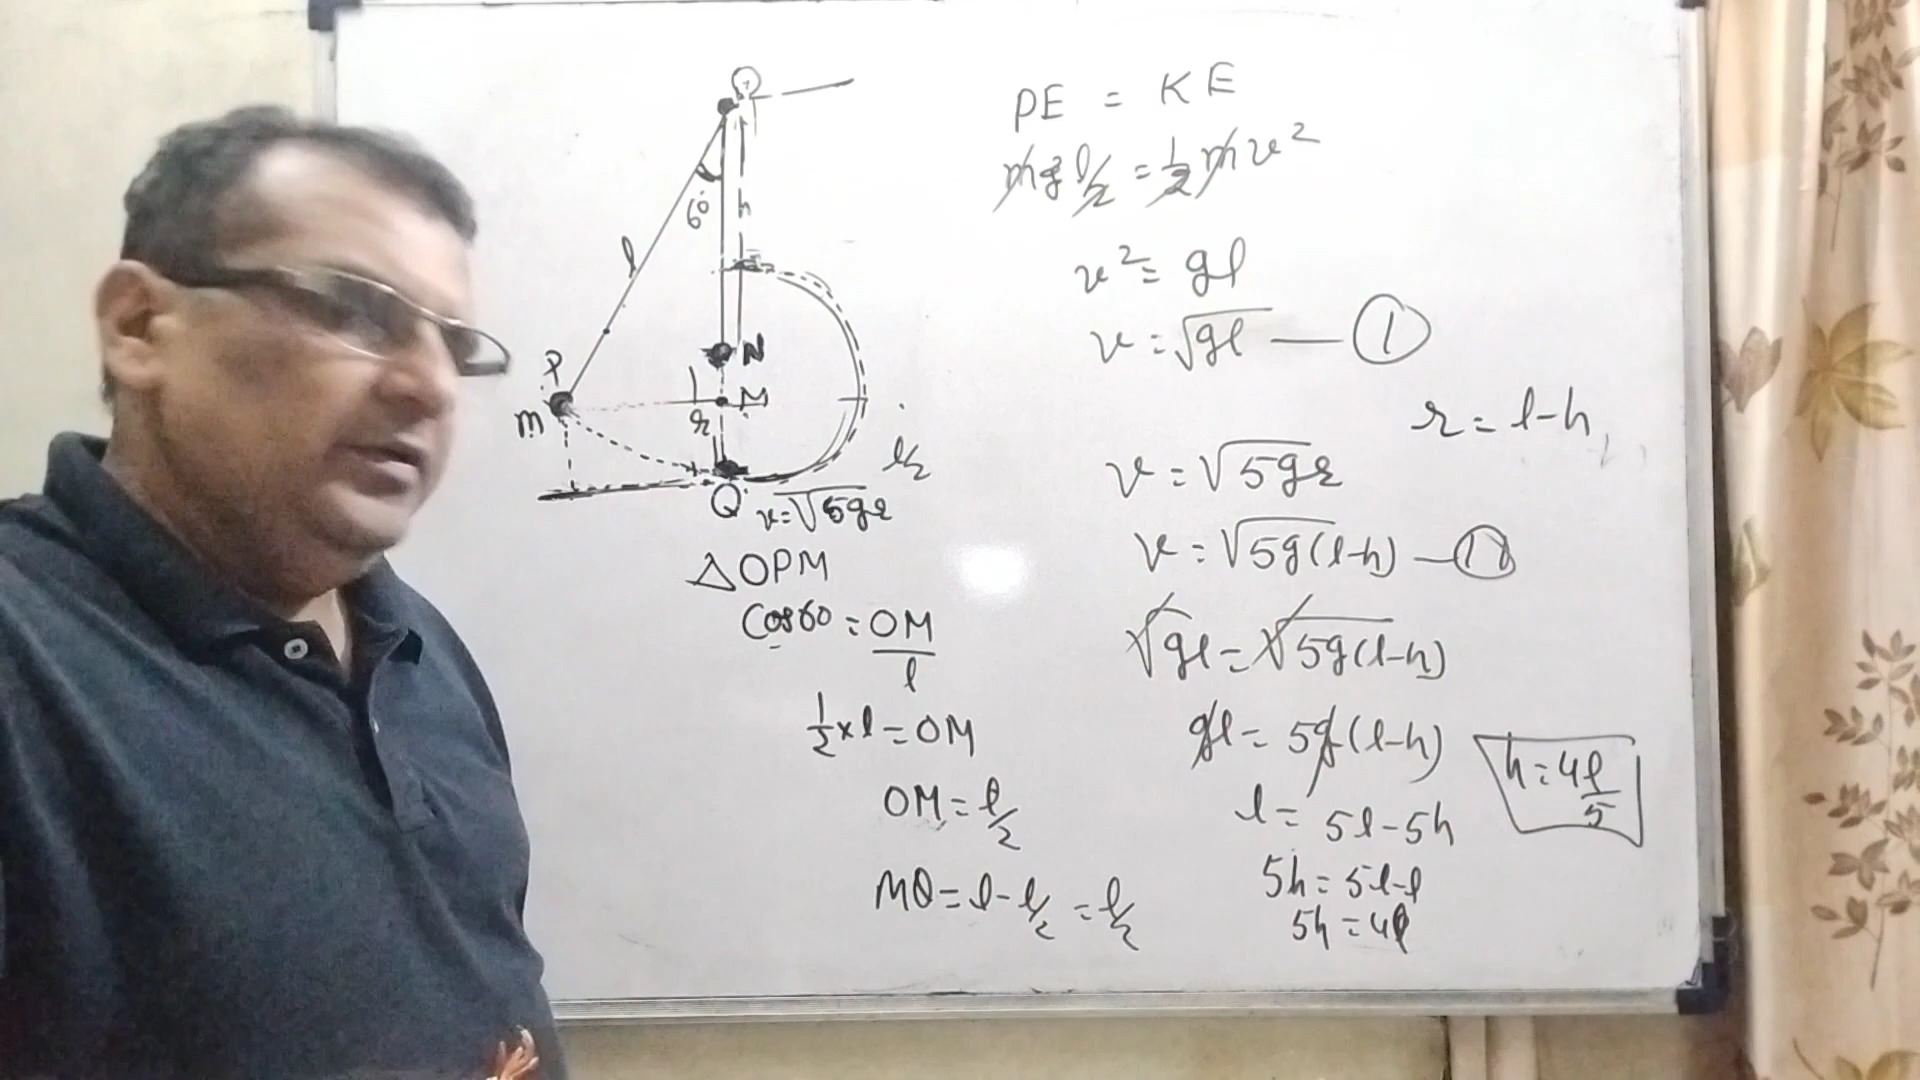 O
60°
h
l
N
P
m
M
r
l/2
Q
v=√5gr
△OPM
Cos60 = OM/l
1/2 × l = OM
OM = l/2
MQ = l - l/2 = l/2
PE = KE
mg l/2 = 1/2 mv²
v² = gl
v = √gl — 1
r = l-h
v = √5gr
v = √5g(l-h) — 11
√gl = √5g(l-h)
gl = 5g(l-h)
l = 5l-5h
5h = 5l-l
5h = 4l
h = 4l/5